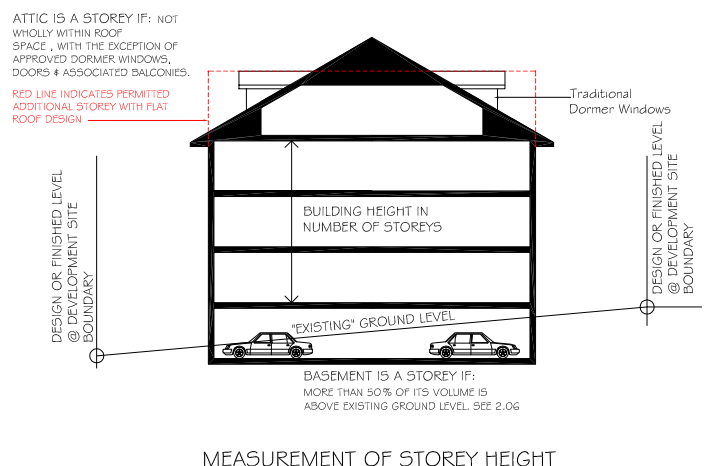 ATTIC IS A STOREY IF: NOT
WHOLLY WITHIN ROOF
SPACE , WITH THE EXCEPTION OF
APPROVED DORMER WINDOWS,
DOORS & ASSOCIATED BALCONIES.
RED LINE INDICATES PERMITTED
ADDITIONAL STOREY WITH FLAT
ROOF DESIGN
Traditional
Dormer Windows
DESIGN OR FINISHED LEVEL
@ DEVELOPMENT SITE
BOUNDARY
BUILDING HEIGHT IN
NUMBER OF STOREYS
DESIGN OR FINISHED LEVEL
@ DEVELOPMENT SITE
BOUNDARY
"EXISTING" GROUND LEVEL
BASEMENT IS A STOREY IF:
MORE THAN 50% OF ITS VOLUME IS
ABOVE EXISTING GROUND LEVEL. SEE 2.06
MEASUREMENT OF STOREY HEIGHT